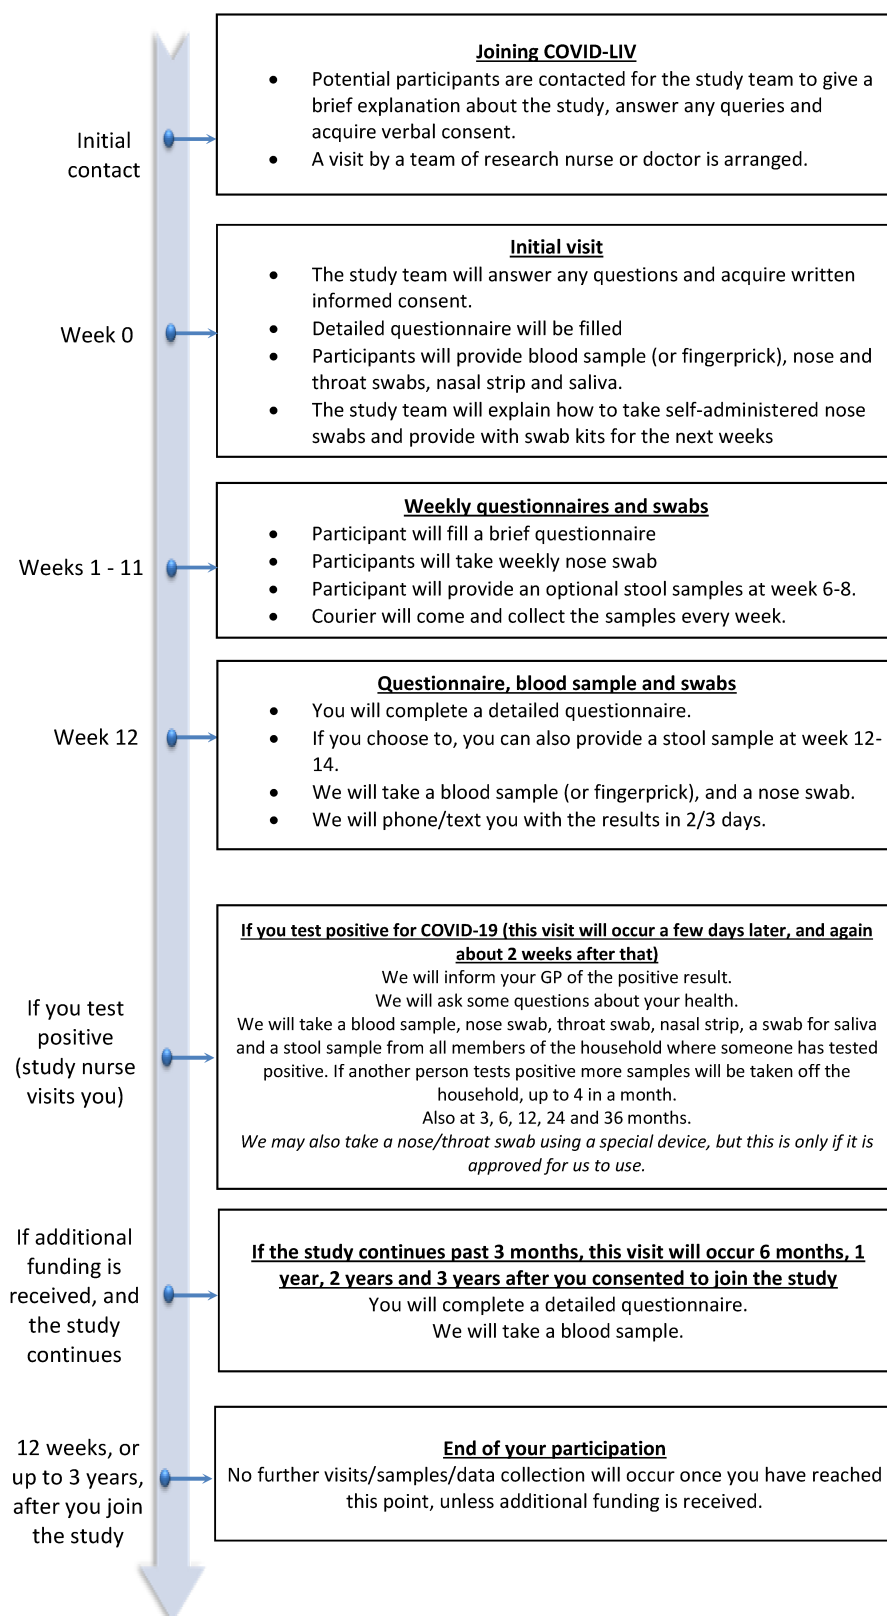 Joining COVID-LIV
• Potential participants are contacted for the study team to give a
brief explanation about the study, answer any queries and
acquire verbal consent.
• A visit by a team of research nurse or doctor is arranged.
Initial
contact
Initial visit
• The study team will answer any questions and acquire written
informed consent.
• Detailed questionnaire will be filled
• Participants will provide blood sample (or fingerprick), nose and
throat swabs, nasal strip and saliva.
• The study team will explain how to take self-administered nose
swabs and provide with swab kits for the next weeks
Week 0
Weekly questionnaires and swabs
• Participant will fill a brief questionnaire
• Participants will take weekly nose swab
• Participant will provide an optional stool samples at week 6-8.
• Courier will come and collect the samples every week.
Weeks 1 - 11
Questionnaire, blood sample and swabs
• You will complete a detailed questionnaire.
• If you choose to, you can also provide a stool sample at week 12-
14.
• We will take a blood sample (or fingerprick), and a nose swab.
• We will phone/text you with the results in 2/3 days.
Week 12
If you test positive for COVID-19 (this visit will occur a few days later, and again
about 2 weeks after that)
We will inform your GP of the positive result.
We will ask some questions about your health.
We will take a blood sample, nose swab, throat swab, nasal strip, a swab for saliva
and a stool sample from all members of the household where someone has tested
positive. If another person tests positive more samples will be taken off the
household, up to 4 in a month.
Also at 3, 6, 12, 24 and 36 months.
We may also take a nose/throat swab using a special device, but this is only if it is
approved for us to use.
If you test
positive
(study nurse
visits you)
If the study continues past 3 months, this visit will occur 6 months, 1
year, 2 years and 3 years after you consented to join the study
You will complete a detailed questionnaire.
We will take a blood sample.
If additional
funding is
received, and
the study
continues
End of your participation
No further visits/samples/data collection will occur once you have reached
this point, unless additional funding is received.
12 weeks, or
up to 3 years,
after you join
the study